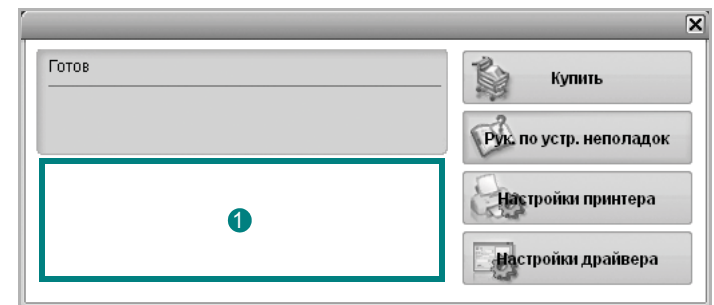 Готов
Купить
Рук. по устр. неполадок
1
Настройки принтера
Настройки драйвера